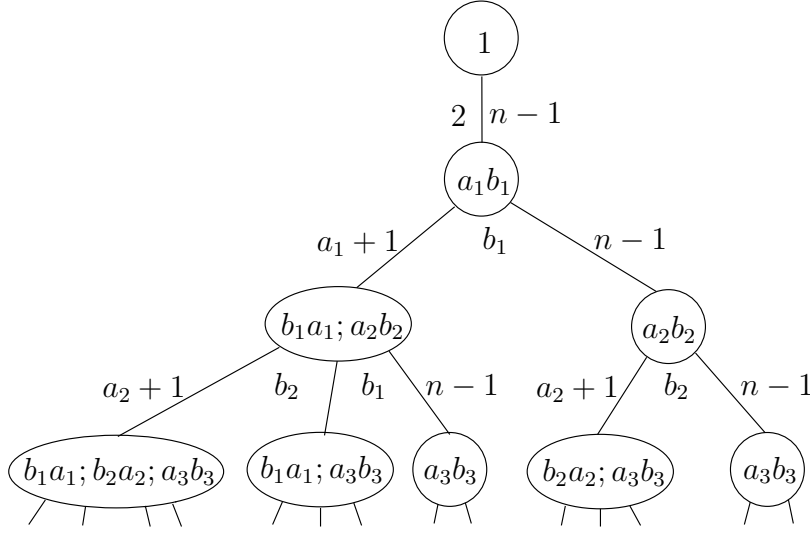 1
2 n − 1
a₁b₁
a₁ + 1 b₁ n − 1
b₁a₁; a₂b₂ a₂b₂
a₂ + 1 b₂ b₁ n − 1 a₂ + 1 b₂ n − 1
b₁a₁; b₂a₂; a₃b₃ b₁a₁; a₃b₃ a₃b₃ b₂a₂; a₃b₃ a₃b₃